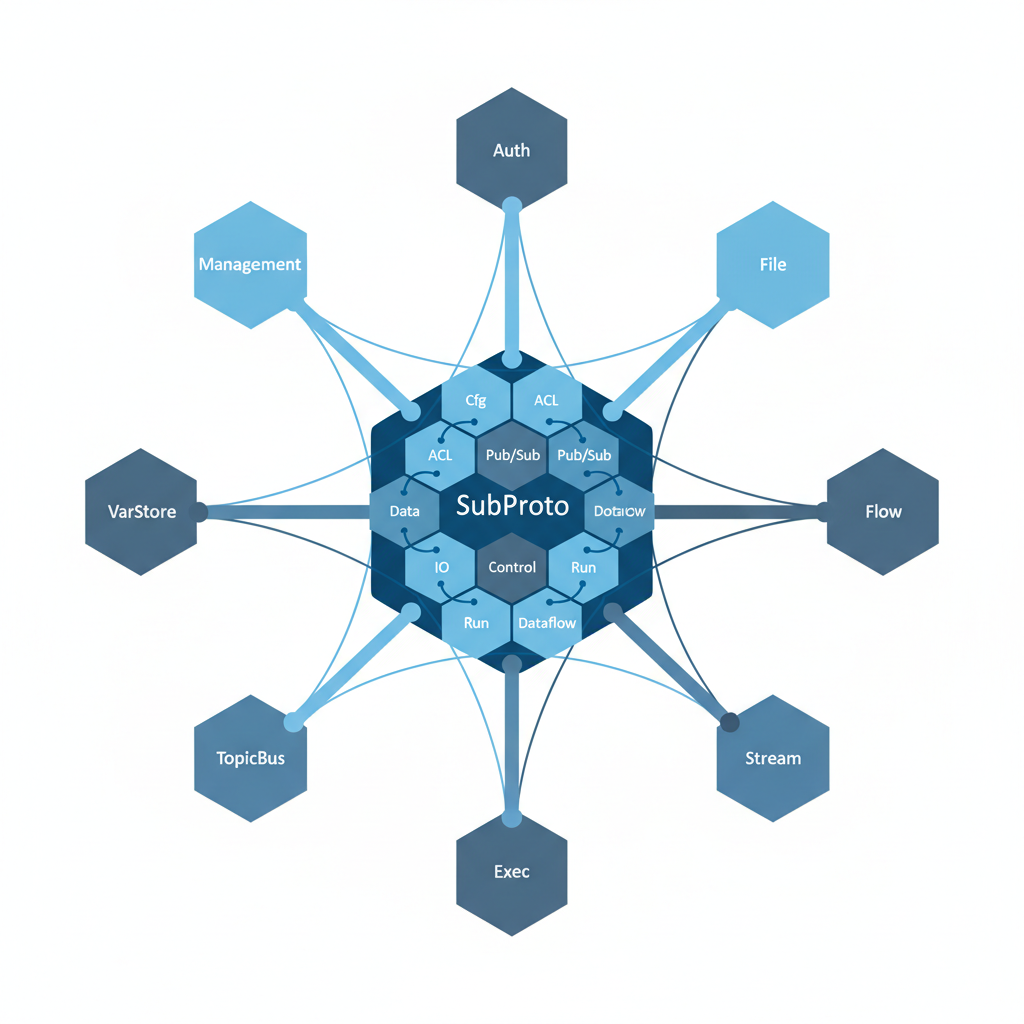 Auth
Management
File
Cfg
ACL
ACL
Pub/Sub
Pub/Sub
VarStore
Data
SubProto
Flow
IO
Control
Run
Run
Dataflow
TopicBus
Stream
Exec